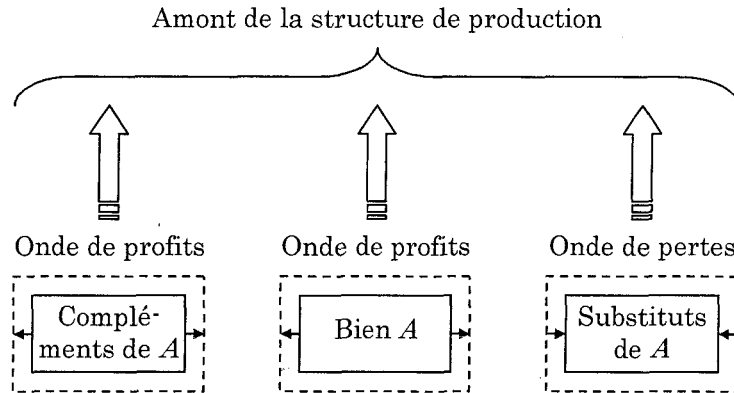 Amont de la structure de production
Onde de profits
Onde de profits
Onde de pertes
Complé-
ments de A
Bien A
Substituts
de A